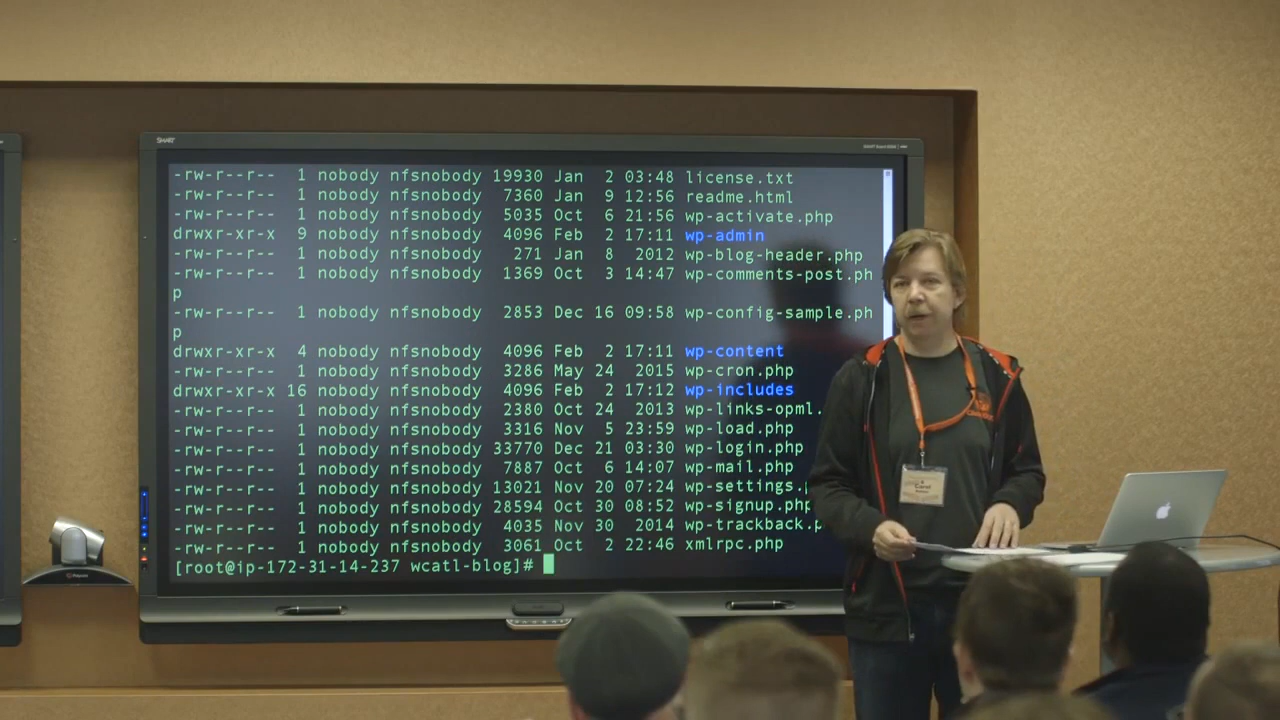 SMART
-rw-r--r-- 1 nobody nfsnobody 19930 Jan 2 03:48 license.txt
-rw-r--r-- 1 nobody nfsnobody 7360 Jan 9 12:56 readme.html
-rw-r--r-- 1 nobody nfsnobody 5035 Oct 6 21:56 wp-activate.php
drwxr-xr-x 9 nobody nfsnobody 4096 Feb 2 17:11 wp-admin
-rw-r--r-- 1 nobody nfsnobody 271 Jan 8 2012 wp-blog-header.php
-rw-r--r-- 1 nobody nfsnobody 1369 Oct 3 14:47 wp-comments-post.ph
p
-rw-r--r-- 1 nobody nfsnobody 2853 Dec 16 09:58 wp-config-sample.ph
p
drwxr-xr-x 4 nobody nfsnobody 4096 Feb 2 17:11 wp-content
-rw-r--r-- 1 nobody nfsnobody 3286 May 24 2015 wp-cron.php
drwxr-xr-x 16 nobody nfsnobody 4096 Feb 2 17:12 wp-includes
-rw-r--r-- 1 nobody nfsnobody 2380 Oct 24 2013 wp-links-opml.
-rw-r--r-- 1 nobody nfsnobody 3316 Nov 5 23:59 wp-load.php
-rw-r--r-- 1 nobody nfsnobody 33770 Dec 21 03:30 wp-login.php
-rw-r--r-- 1 nobody nfsnobody 7887 Oct 6 14:07 wp-mail.php
-rw-r--r-- 1 nobody nfsnobody 13021 Nov 20 07:24 wp-settings.p
-rw-r--r-- 1 nobody nfsnobody 28594 Oct 30 08:52 wp-signup.php
-rw-r--r-- 1 nobody nfsnobody 4035 Nov 30 2014 wp-trackback.p
-rw-r--r-- 1 nobody nfsnobody 3061 Oct 2 22:46 xmlrpc.php
[root@ip-172-31-14-237 wcatl-blog]#
Carol